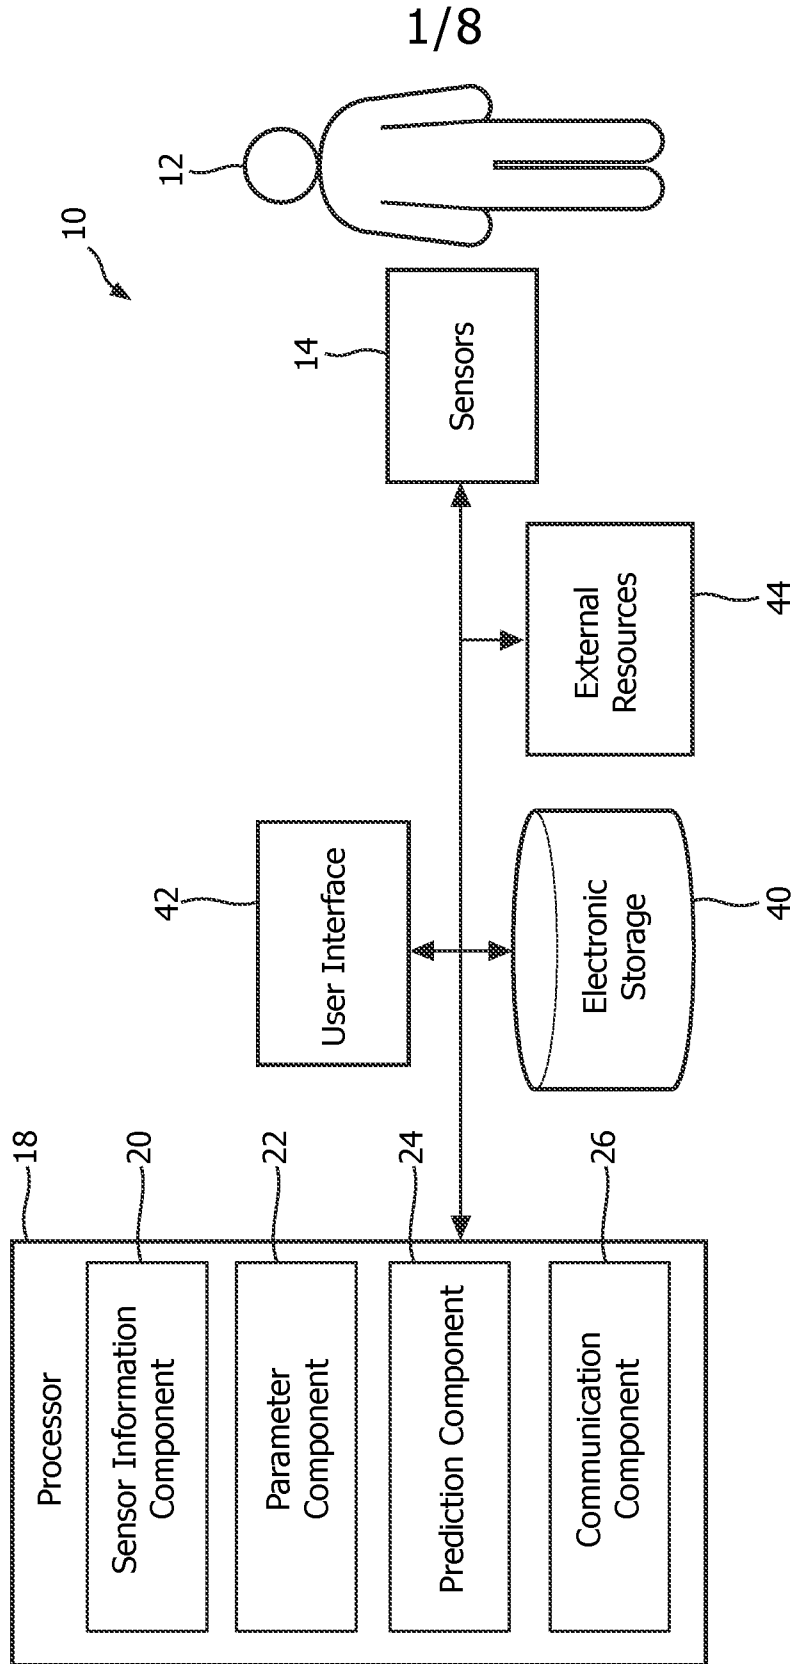 1/8
10
12
14
Sensors
External
Resources
44
42
User Interface
Electronic
Storage
40
18
Processor
20
Sensor Information
Component
22
Parameter
Component
24
Prediction Component
26
Communication
Component